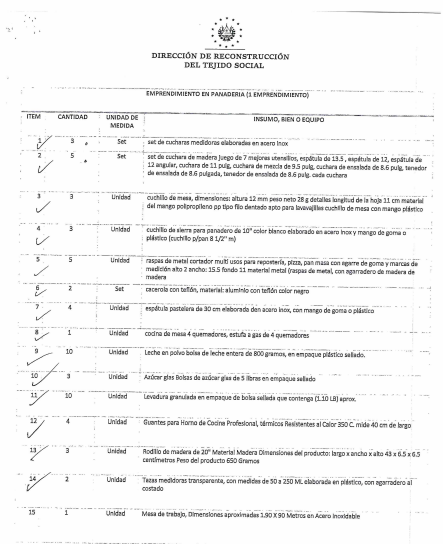 DIRECCIÓN DE RECONSTRUCCIÓN
DEL TEJIDO SOCIAL
EMPRENDIMIENTO EN PANADERIA (1 EMPRENDIMIENTO)
ITEM CANTIDAD UNIDAD DE MEDIDA INSUMO, BIEN O EQUIPO
1 3 Set set de cucharas medidoras elaboradas en acero inox
2 5 Set set de cuchara de madera juego de 7 mejores utensilios, espátula de 13.5 , espátula de 12, espátula de
12 angular, cuchara de 11 pulg, cuchara de mezcla de 9.5 pulg, cuchara de ensalada de 8.6 pulg, tenedor
de ensalada de 8.6 pulgada, tenedor de ensalada de 8.6 pulg. cada cuchara
3 3 Unidad cuchillo de mesa, dimensiones: altura 12 mm peso neto 28 g detalles longitud de la hoja 11 cm material
del mango polipropileno pp tipo filo dentado apto para lavavajillas cuchillo de mesa con mango plástico
4 3 Unidad cuchillo de sierra para panadero de 10" color blanco elaborado en acero inox y mango de goma o
plástico (cuchillo p/pan 8 1/2" m)
5 5 Unidad raspas de metal cortador multi usos para repostería, pizza, pan masa con agarre de goma y marcas de
medición alto 2 ancho: 15.5 fondo 11 material metal (raspas de metal, con agarradero de madera de
madera
6 2 Set cacerola con teflón, material: aluminio con teflón color negro
7 4 Unidad espátula pastelera de 30 cm elaborada den acero inox, con mango de goma o plástico
8 1 Unidad cocina de mesa 4 quemadores, estufa a gas de 4 quemadores
9 10 Unidad Leche en polvo bolsa de leche entera de 800 gramos, en empaque plástico sellado.
10 3 Unidad Azúcar glas Bolsas de azúcar glas de 5 libras en empaque sellado
11 10 Unidad Levadura granulada en empaque de bolsa sellada que contenga (1.10 LB) aprox.
12 4 Unidad Guantes para Horno de Cocina Profesional, térmicos Resistentes al Calor 350 C. mide 40 cm de largo
13 3 Unidad Rodillo de madera de 20" Material Madera Dimensiones del producto: largo x ancho x alto 43 x 6.5 x 6.5
centímetros Peso del producto 650 Gramos
14 2 Unidad Tazas medidoras transparente, con medidas de 50 a 250 ML elaborada en plástico, con agarradero al
costado
15 1 Unidad Mesa de trabajo, Dimensiones aproximadas 1.90 X 90 Metros en Acero Inoxidable